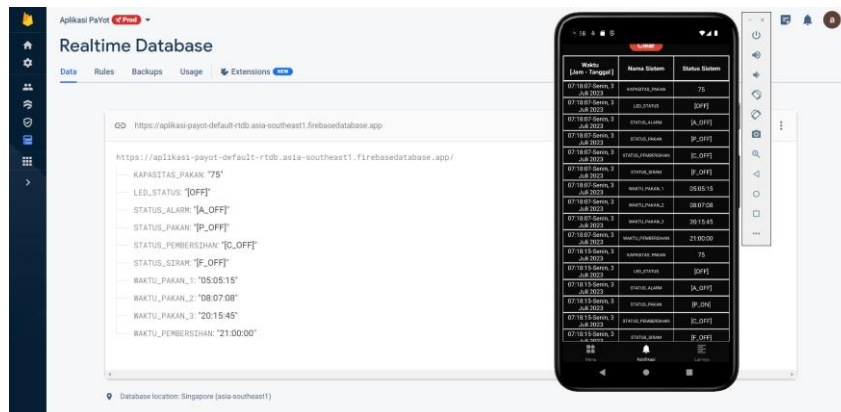 Aplikasi PaYot Prod
Realtime Database
Data Rules Backups Usage Extensions NEW
https://aplikasi-payot-default-rtdb.asia-southeast1.firebasedatabase.app
https://aplikasi-payot-default-rtdb.asia-southeast1.firebasedatabase.app/
KAPASITAS_PAKAN: "75"
LED_STATUS: "[OFF]"
STATUS_ALARM: "[A_OFF]"
STATUS_PAKAN: "[P_OFF]"
STATUS_PEMBERSIHAN: "[C_OFF]"
STATUS_SIRAM: "[F_OFF]"
WAKTU_PAKAN_1: "05:05:15"
WAKTU_PAKAN_2: "08:07:08"
WAKTU_PAKAN_3: "20:15:45"
WAKTU_PEMBERSIHAN: "21:00:00"
Database location: Singapore (asia-southeast1)
a
Clear
Waktu [Jam - Tanggal] Nama Sistem Status Sistem
07:18:07-Senin, 3 Juli 2023 KAPASITAS_PAKAN 75
07:18:07-Senin, 3 Juli 2023 LED_STATUS [OFF]
07:18:07-Senin, 3 Juli 2023 STATUS_ALARM [A_OFF]
07:18:07-Senin, 3 Juli 2023 STATUS_PAKAN [P_OFF]
07:18:07-Senin, 3 Juli 2023 STATUS_PEMBERSIHAN [C_OFF]
07:18:07-Senin, 3 Juli 2023 STATUS_SIRAM [F_OFF]
07:18:07-Senin, 3 Juli 2023 WAKTU_PAKAN_1 05:05:15
07:18:07-Senin, 3 Juli 2023 WAKTU_PAKAN_2 08:07:08
07:18:07-Senin, 3 Juli 2023 WAKTU_PAKAN_3 20:15:45
07:18:07-Senin, 3 Juli 2023 WAKTU_PEMBERSIHAN 21:00:00
07:18:15-Senin, 3 Juli 2023 KAPASITAS_PAKAN 75
07:18:15-Senin, 3 Juli 2023 LED_STATUS [OFF]
07:18:15-Senin, 3 Juli 2023 STATUS_ALARM [A_OFF]
07:18:15-Senin, 3 Juli 2023 STATUS_PAKAN [P_ON]
07:18:15-Senin, 3 Juli 2023 STATUS_PEMBERSIHAN [C_OFF]
07:18:15-Senin, 3 Juli 2023 STATUS_SIRAM [F_OFF]
Menu Notifikasi Lainnya